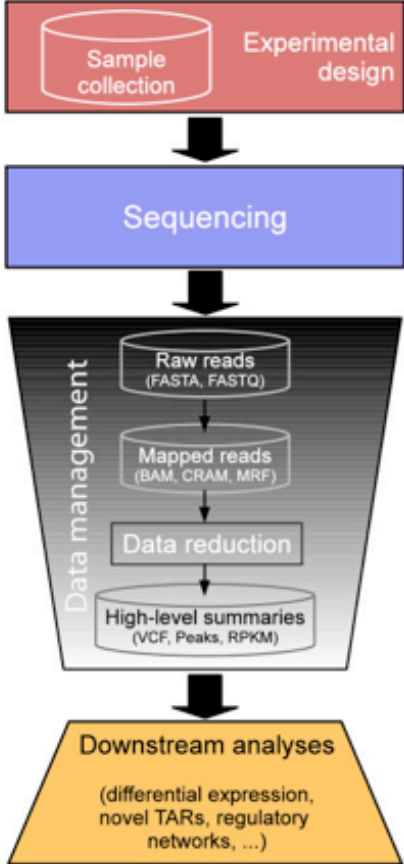 Sample
collection
Experimental
design
Sequencing
Data management
Raw reads
(FASTA, FASTQ)
Mapped reads
(BAM, CRAM, MRF)
Data reduction
High-level summaries
(VCF, Peaks, RPKM)
Downstream analyses
(differential expression,
novel TARs, regulatory
networks, ...)